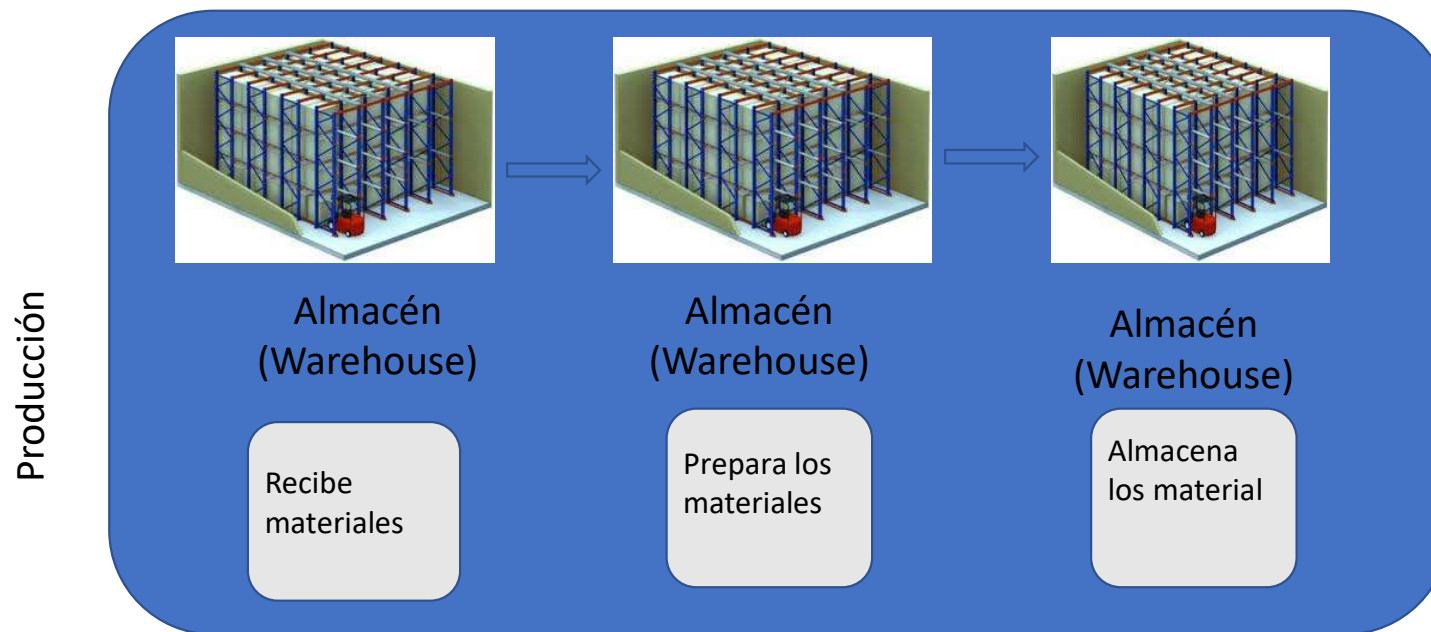 Producción
Almacén
(Warehouse)
Almacén
(Warehouse)
Almacén
(Warehouse)
Recibe
materiales
Prepara los
materiales
Almacena
los material